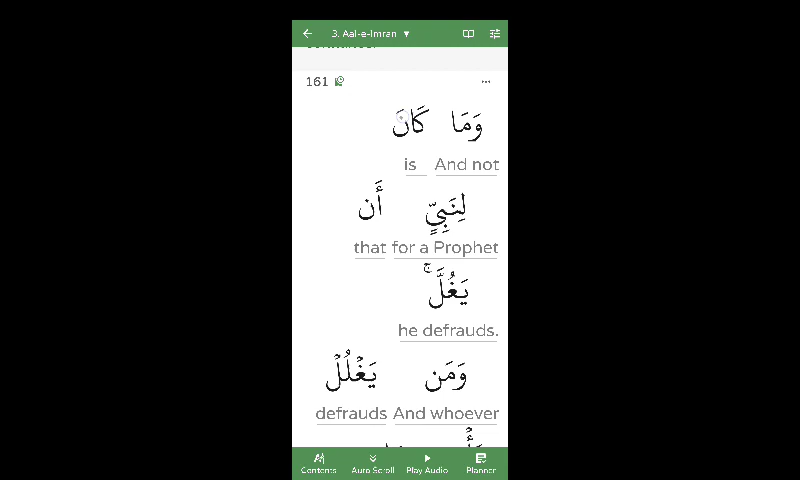 3. Aal-e-Imran ▼
161
وَمَا كَانَ
And not is
لِنَبِيٍّ أَن
for a Prophet that
يَغُلَّ ۚ
he defrauds.
وَمَن يَغْلُلْ
And whoever defrauds
Contents Auto Scroll Play Audio Planner